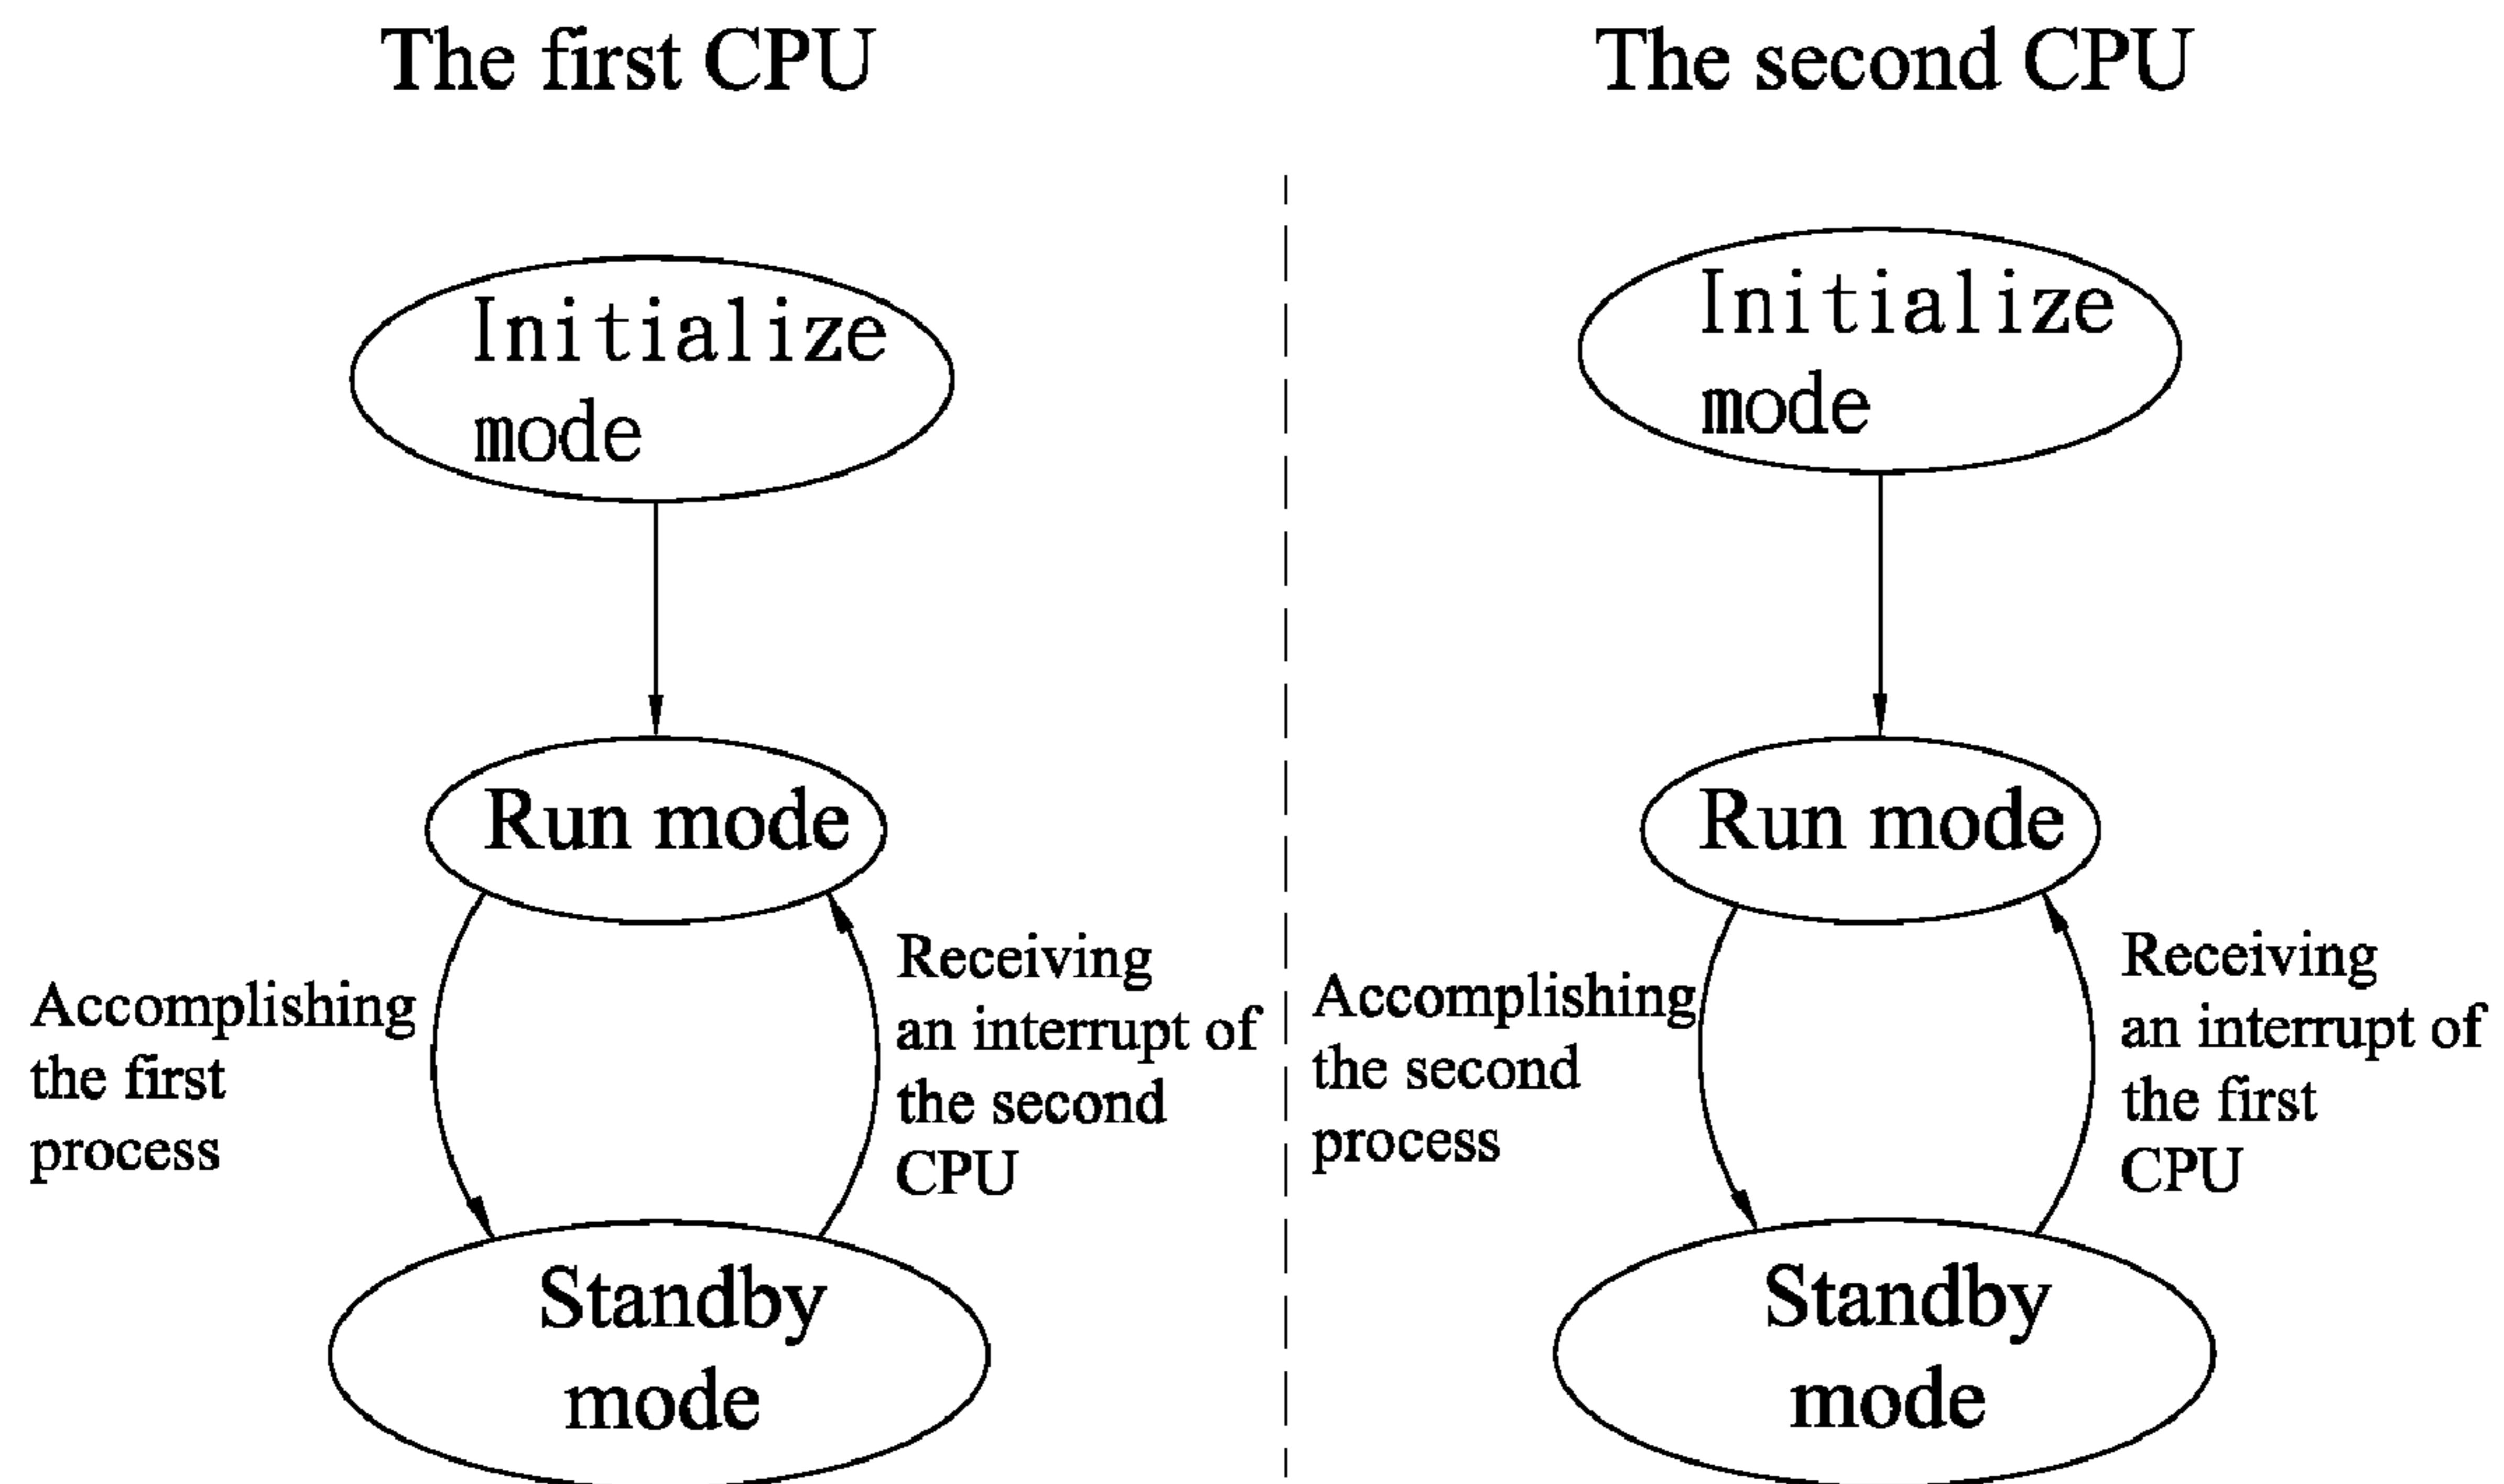 The first CPU
Initialize
mode
Run mode
Accomplishing
the first
process
Receiving
an interrupt of
the second
CPU
Standby
mode
The second CPU
Initialize
mode
Run mode
Accomplishing
the second
process
Receiving
an interrupt of
the first
CPU
Standby
mode